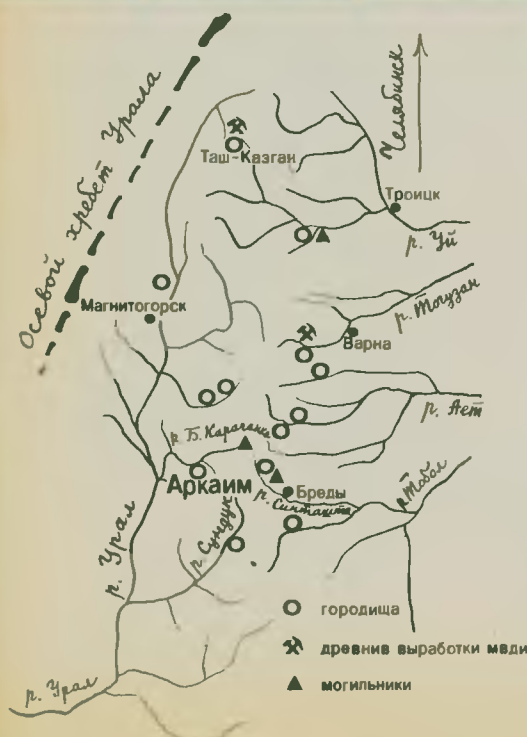 Осевой хребет Урала
Челябинск
Таш-Казган
Троицк
р. Уй
Магнитогорск
р. Тогузак
Варна
р. Б. Караганка
р. Аят
Аркаим
Бреды
р. Синташта
р. Тобол
р. Сундук
р. Урал
городища
древние выработки меди
могильники
р. Урал